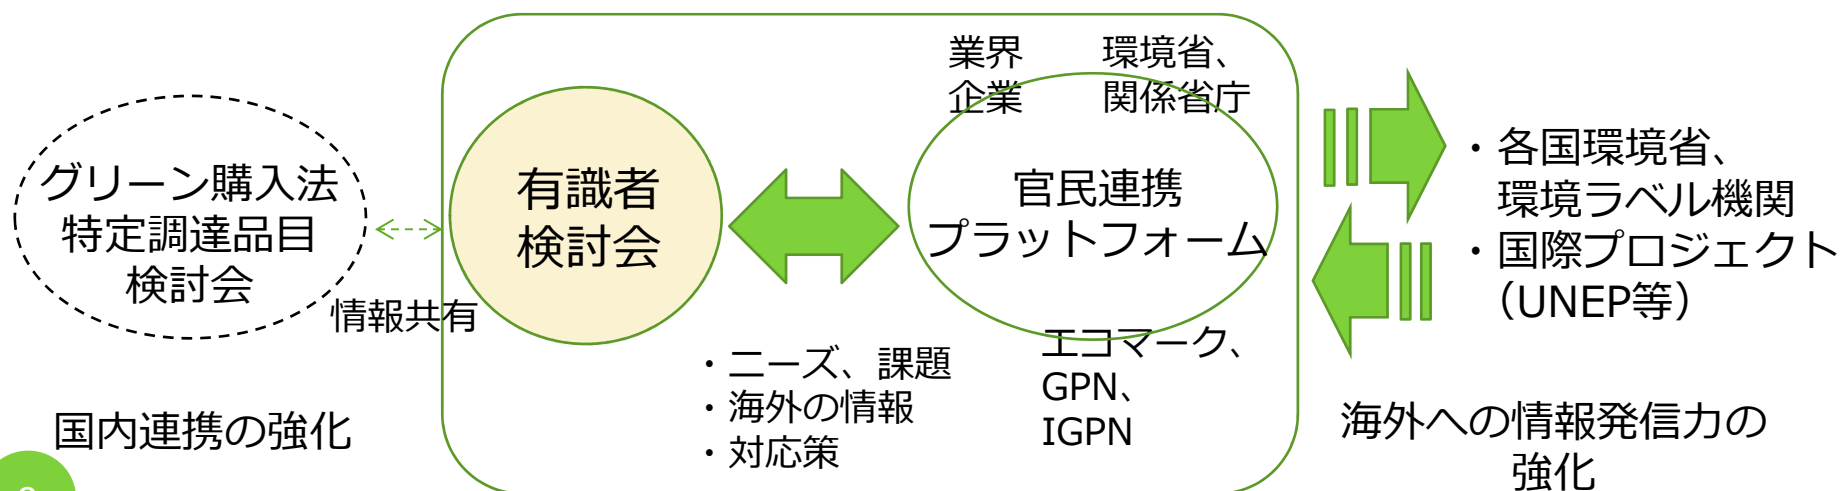 グリーン購入法
特定調達品目
検討会
情報共有
国内連携の強化
有識者
検討会
・ニーズ、課題
・海外の情報
・対応策
業界
企業
環境省、
関係省庁
官民連携
プラットフォーム
エコマーク、
GPN、
IGPN
・各国環境省、
環境ラベル機関
・国際プロジェクト
（UNEP等）
海外への情報発信力の
強化